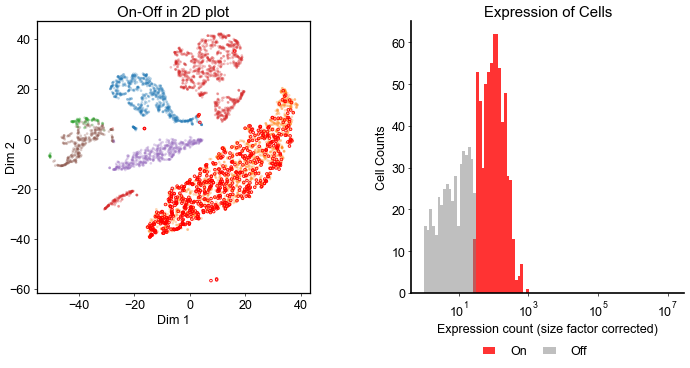 On-Off in 2D plot
40
20
0
−20
−40
−60
Dim 2
−40 −20 0 20 40
Dim 1
Expression of Cells
60
50
40
30
20
10
0
Cell Counts
10^1 10^3 10^5 10^7
Expression count (size factor corrected)
On Off